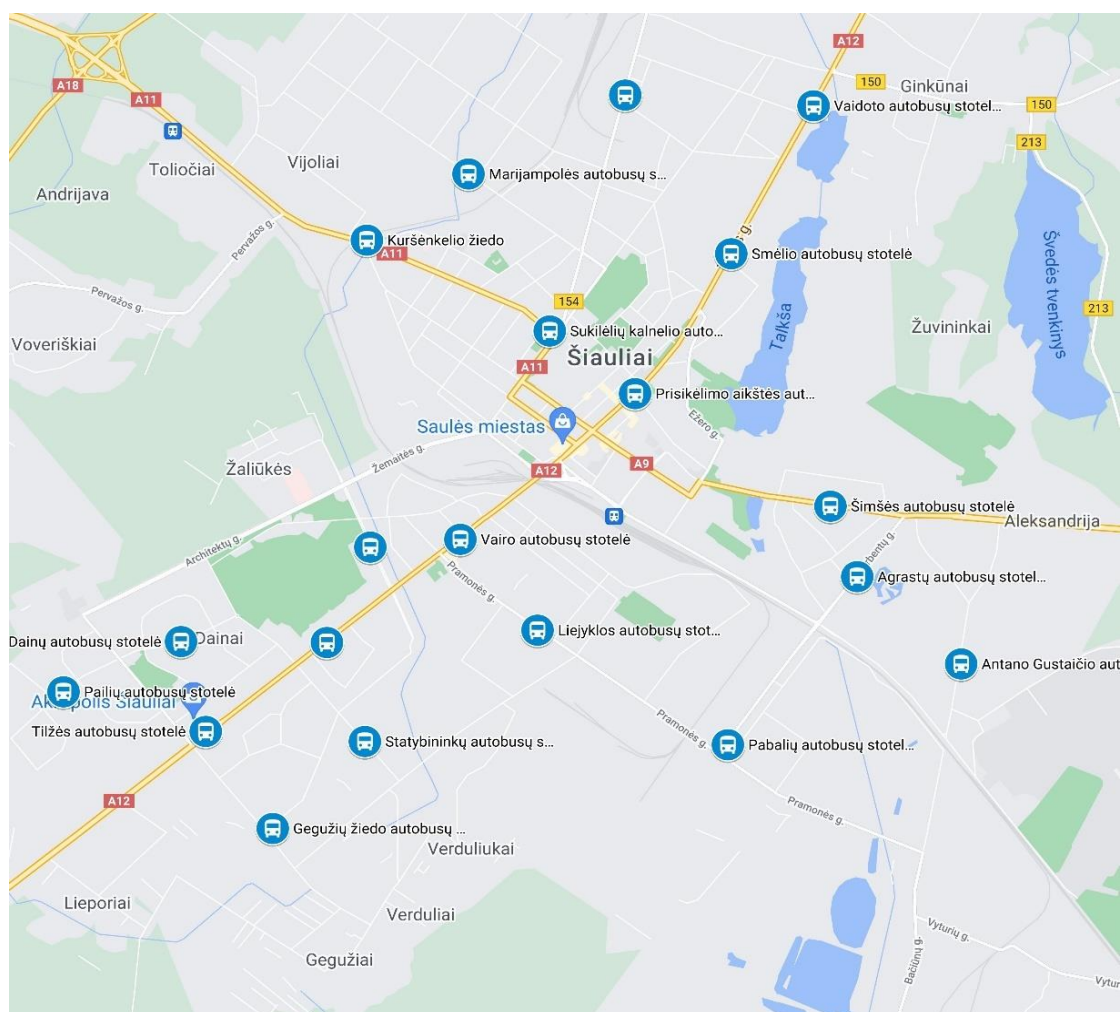 A12
A18
A11
150
Ginkūnai
150
Vaidoto autobusų stotel...
213
Toliočiai
Vijoliai
Marijampolės autobusų s...
Andrijava
Pervažos g.
Kuršėnkelio žiedo
A11
g.
Smėlio autobusų stotelė
Švedės tvenkinys
Pervažos g.
154
Talkša
213
Voveriškiai
Sukilėlių kalnelio auto...
Žuvininkai
Šiauliai
A11
Prisikėlimo aikštės aut...
Saulės miestas
Ežero g.
Žemaitės g.
Žaliūkės
A12
A9
Šimšės autobusų stotelė
Aleksandrija
Architektų g.
Vairo autobusų stotelė
Pramonės g.
Agrastų autobusų stotel...
Dainų autobusų stotelė
Dainai
Liejyklos autobusų stot...
Antano Gustaičio aut
Pailių autobusų stotelė
Šiauliai
Tilžės autobusų stotelė
Statybininkų autobusų s...
Pramonės g.
Pabalių autobusų stotel...
A12
Pramonės g.
Gegužių žiedo autobusų ...
Verduliukai
Lieporiai
Verduliai
Vyturių g.
Gegužiai
Bačiūnų g.
Vytur